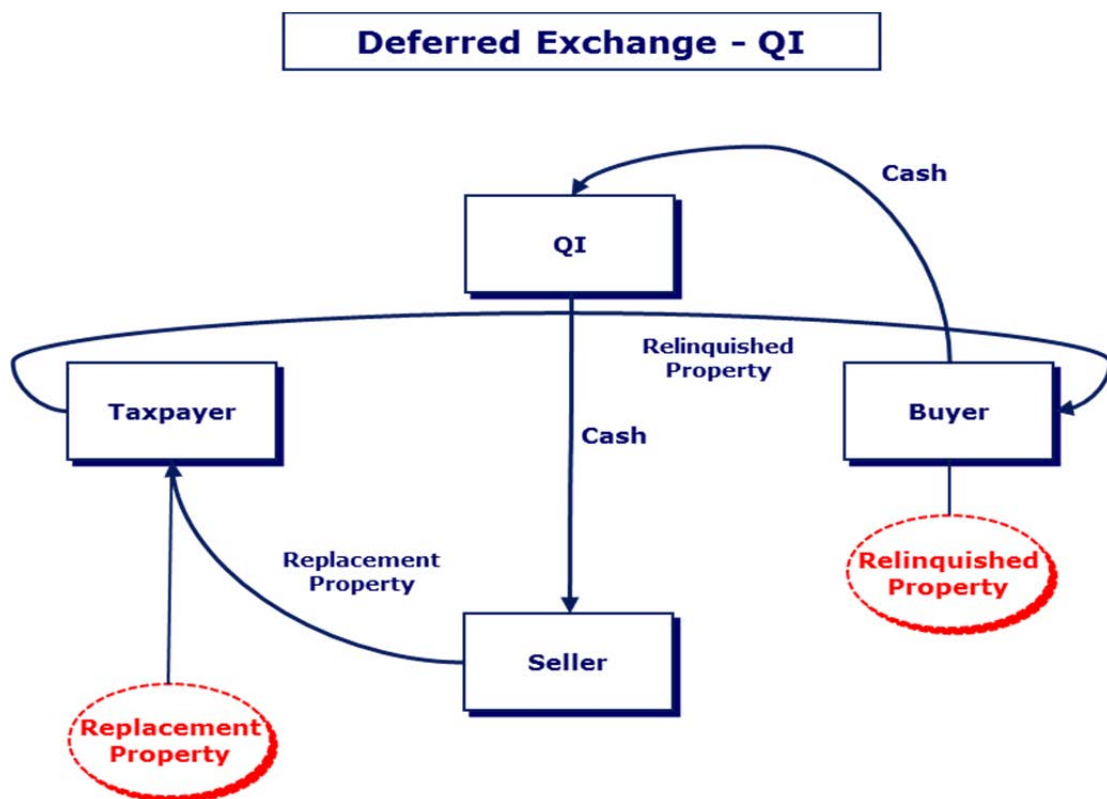 Deferred Exchange - QI
Cash
QI
Relinquished
Property
Taxpayer
Buyer
Cash
Replacement
Property
Relinquished
Property
Seller
Replacement
Property